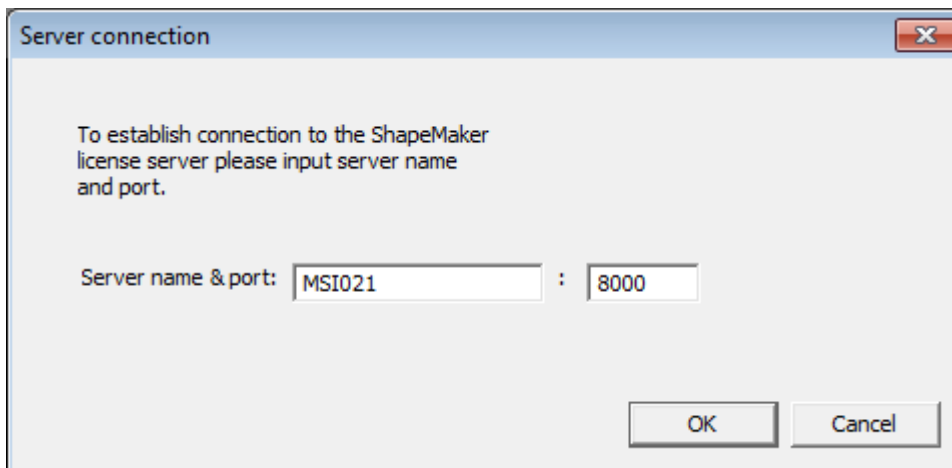 Server connection
To establish connection to the ShapeMaker
license server please input server name
and port.
Server name & port: MSI021 : 8000
OK Cancel